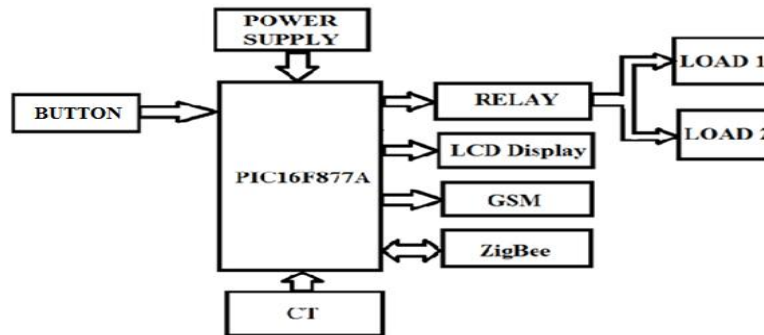 POWER
SUPPLY
LOAD 1
BUTTON
RELAY
LOAD 2
LCD Display
PIC16F877A
GSM
ZigBee
CT